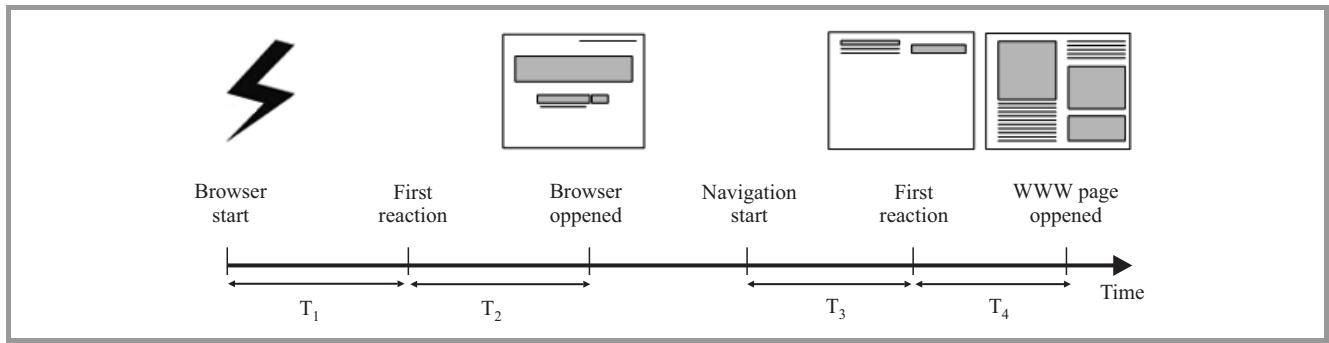 Browser
start
First
reaction
Browser
oppened
Navigation
start
First
reaction
WWW page
oppened
T1
T2
T3
T4
Time